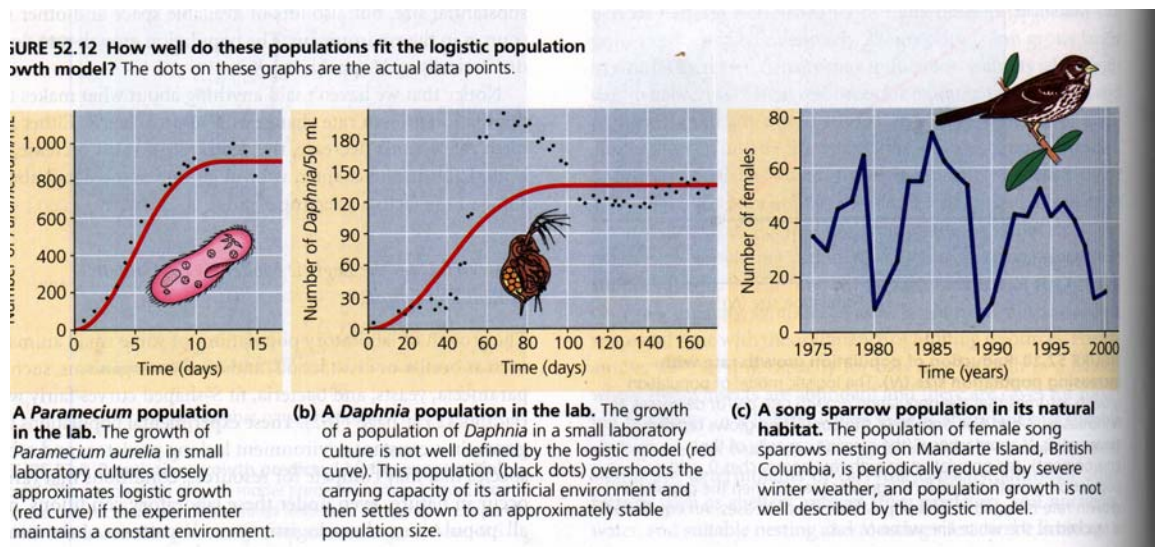 GURE 52.12 How well do these populations fit the logistic population
owth model? The dots on these graphs are the actual data points.
1,000
800
600
400
200
0
0 5 10 15
Time (days)
A Paramecium population
in the lab. The growth of
Paramecium aurelia in small
laboratory cultures closely
approximates logistic growth
(red curve) if the experimenter
maintains a constant environment.
Number of Daphnia/50 mL
180
150
120
90
60
30
0
0 20 40 60 80 100 120 140 160
Time (days)
(b) A Daphnia population in the lab. The growth
of a population of Daphnia in a small laboratory
culture is not well defined by the logistic model (red
curve). This population (black dots) overshoots the
carrying capacity of its artificial environment and
then settles down to an approximately stable
population size.
Number of females
80
60
40
20
0
1975 1980 1985 1990 1995 2000
Time (years)
(c) A song sparrow population in its natural
habitat. The population of female song
sparrows nesting on Mandarte Island, British
Columbia, is periodically reduced by severe
winter weather, and population growth is not
well described by the logistic model.